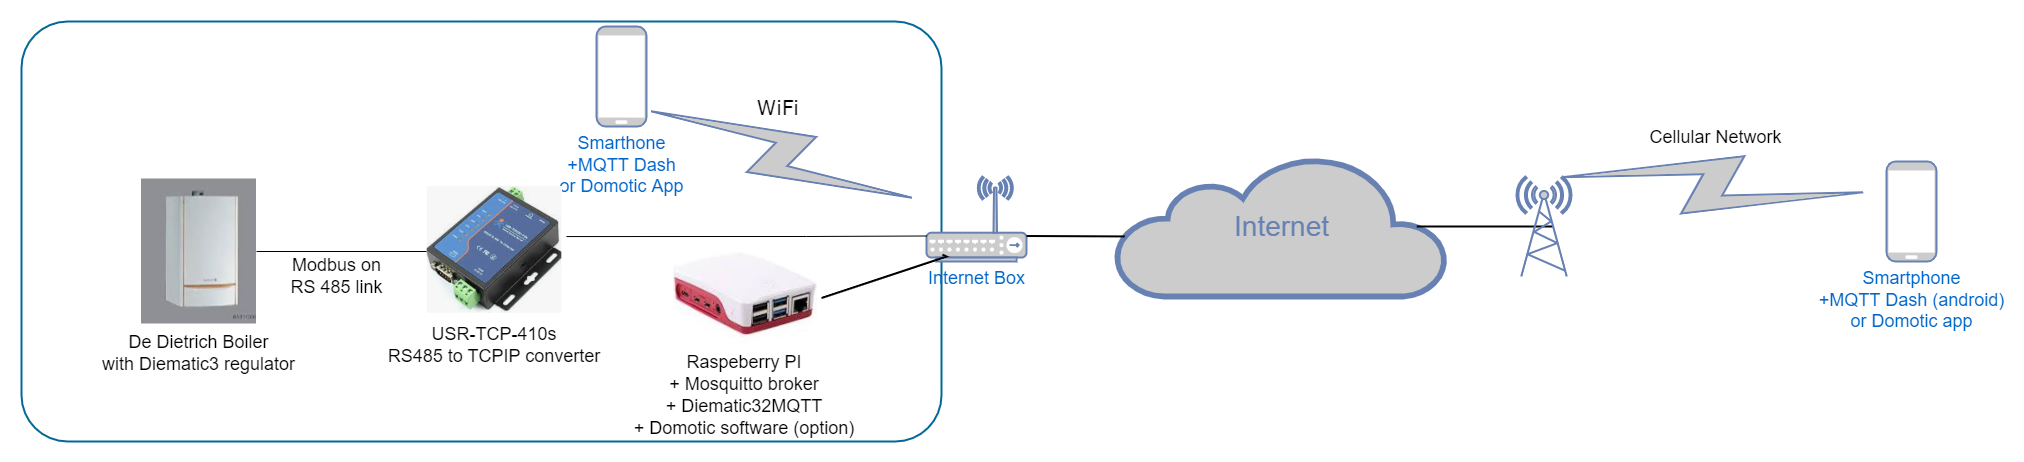 WiFi
Smarthone
+MQTT Dash
or Domotic App
Modbus on
RS 485 link
De Dietrich Boiler
with Diematic3 regulator
USR-TCP-410s
RS485 to TCPIP converter
Raspeberry PI
+ Mosquitto broker
+ Diematic32MQTT
+ Domotic software (option)
Internet Box
Internet
Cellular Network
Smartphone
+MQTT Dash (android)
or Domotic app